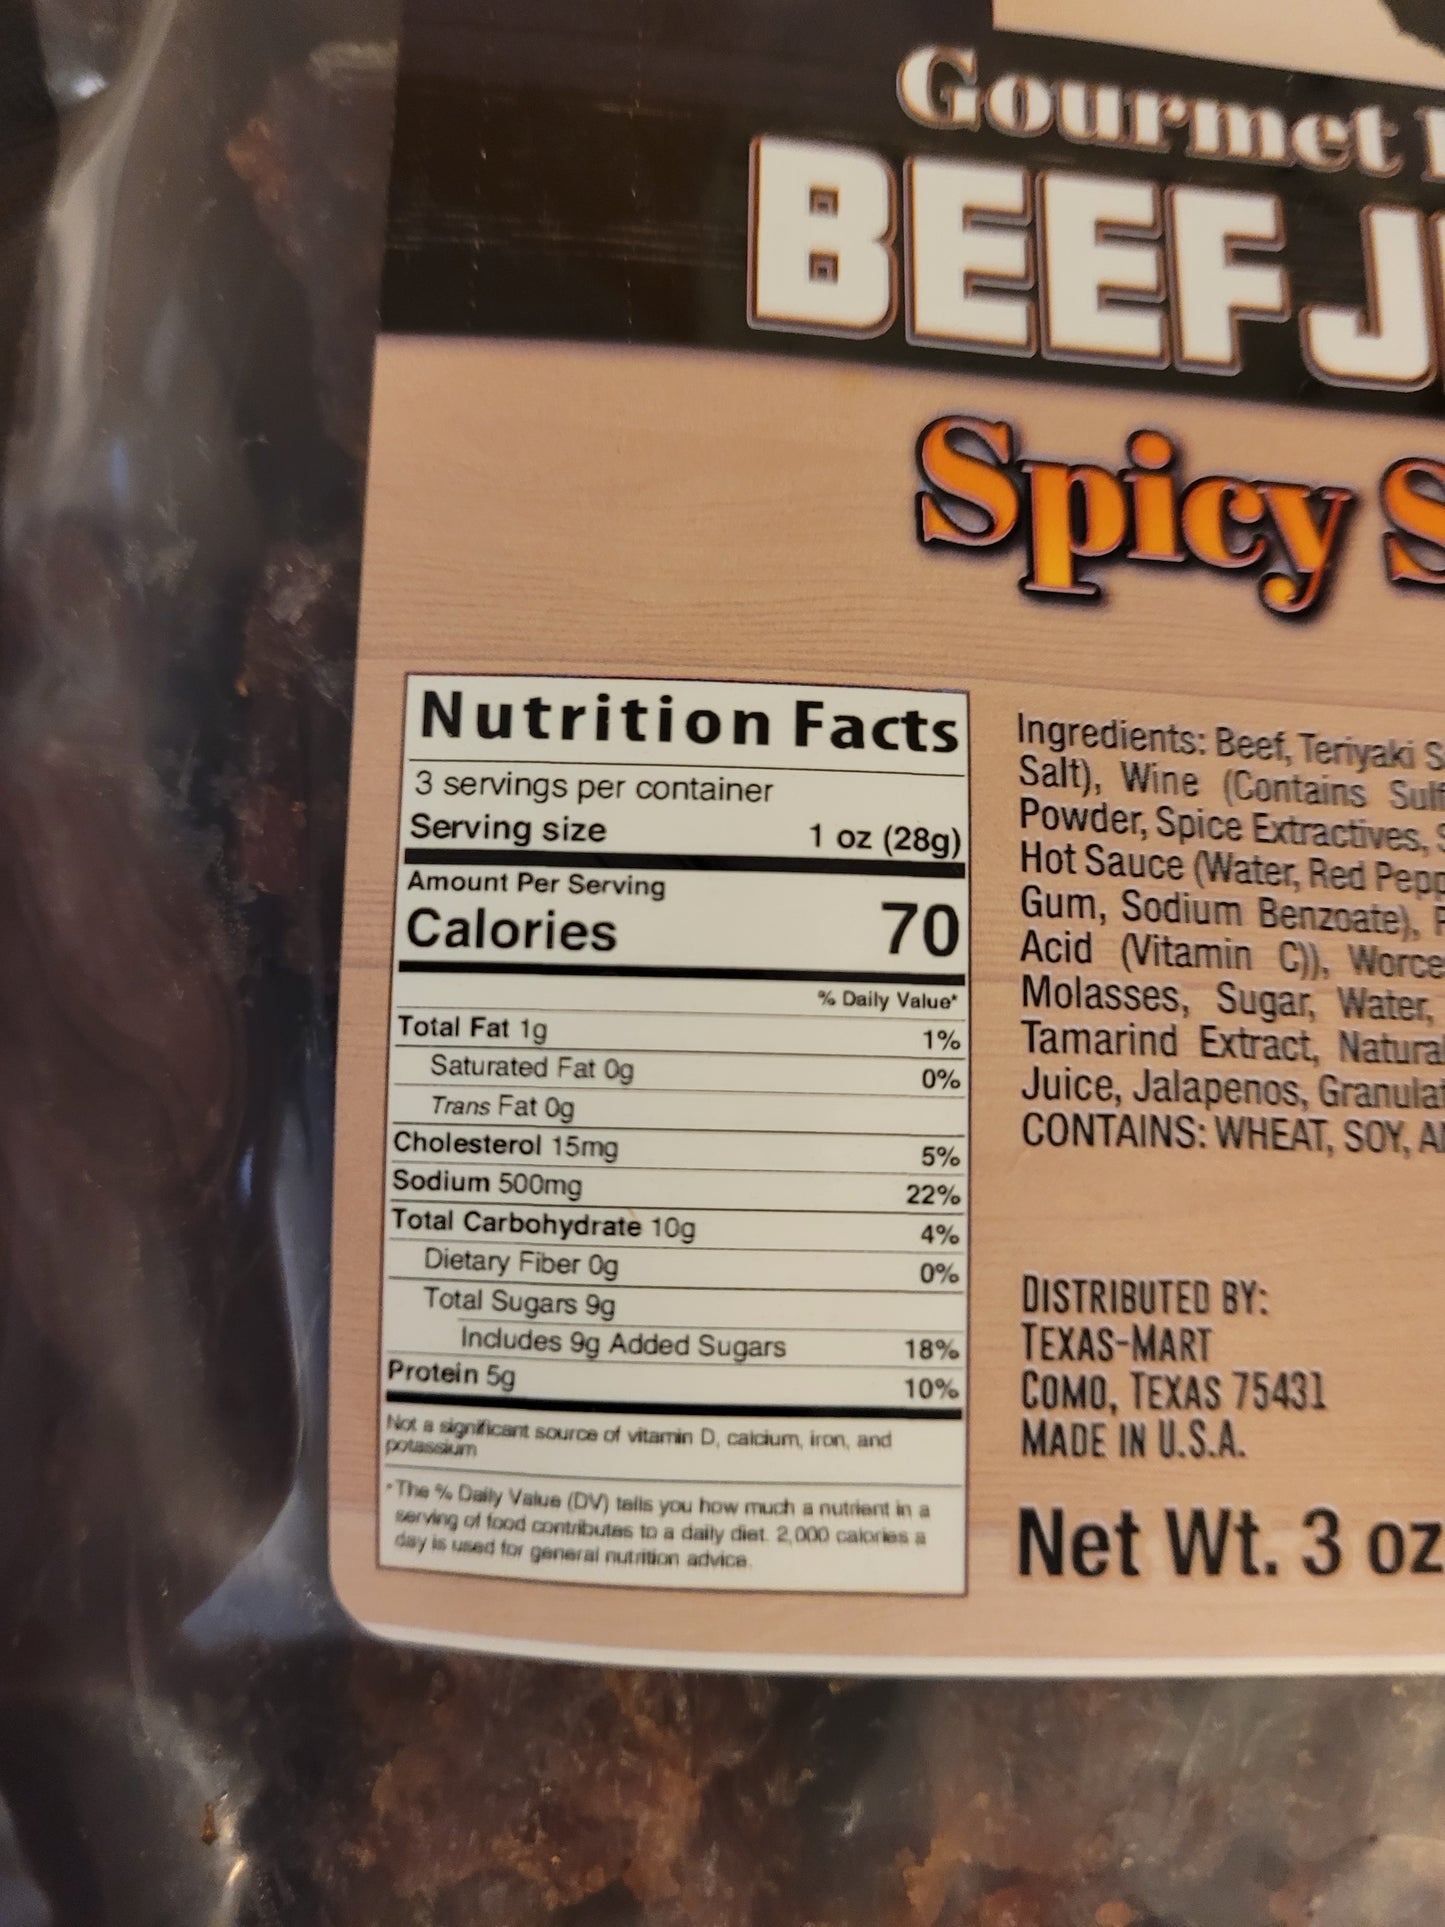 Gourmet
BEEF J
Spicy S
Nutrition Facts
3 servings per container
Serving size 1 oz (28g)
Amount Per Serving
Calories 70
% Daily Value*
Total Fat 1g 1%
Saturated Fat 0g 0%
Trans Fat 0g
Cholesterol 15mg 5%
Sodium 500mg 22%
Total Carbohydrate 10g 4%
Dietary Fiber 0g 0%
Total Sugars 9g
Includes 9g Added Sugars 18%
Protein 5g 10%
Not a significant source of vitamin D, calcium, iron, and
potassium
*The % Daily Value (DV) tells you how much a nutrient in a
serving of food contributes to a daily diet. 2,000 calories a
day is used for general nutrition advice.
Ingredients: Beef, Teriyaki S
Salt), Wine (Contains Sulf
Powder, Spice Extractives, S
Hot Sauce (Water, Red Pepp
Gum, Sodium Benzoate),
Acid (Vitamin C)), Worce
Molasses, Sugar, Water,
Tamarind Extract, Natural
Juice, Jalapenos, Granulat
CONTAINS: WHEAT, SOY, A
DISTRIBUTED BY:
TEXAS-MART
COMO, TEXAS 75431
MADE IN U.S.A.
Net Wt. 3 oz